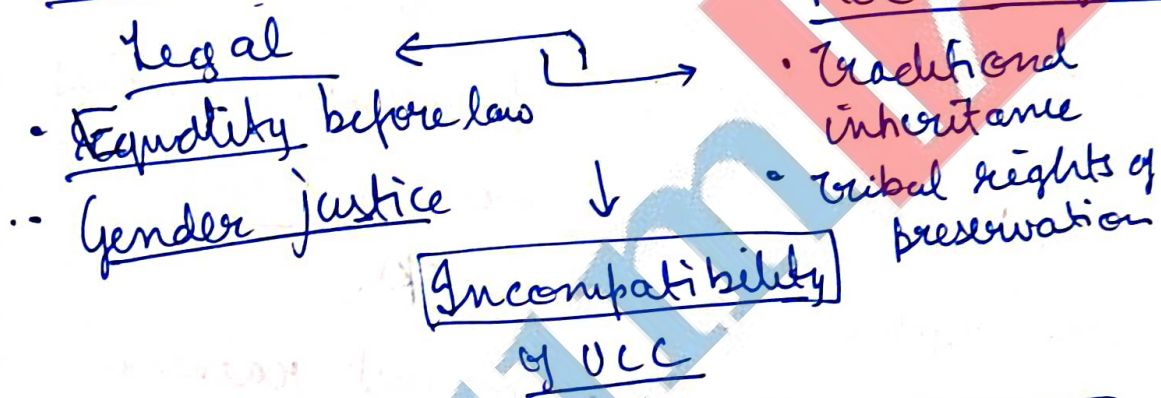 Legal
• Equality before law
• Gender justice
• Traditional
inheritance
• tribal rights of
preservation
Incompatibility
of UCC